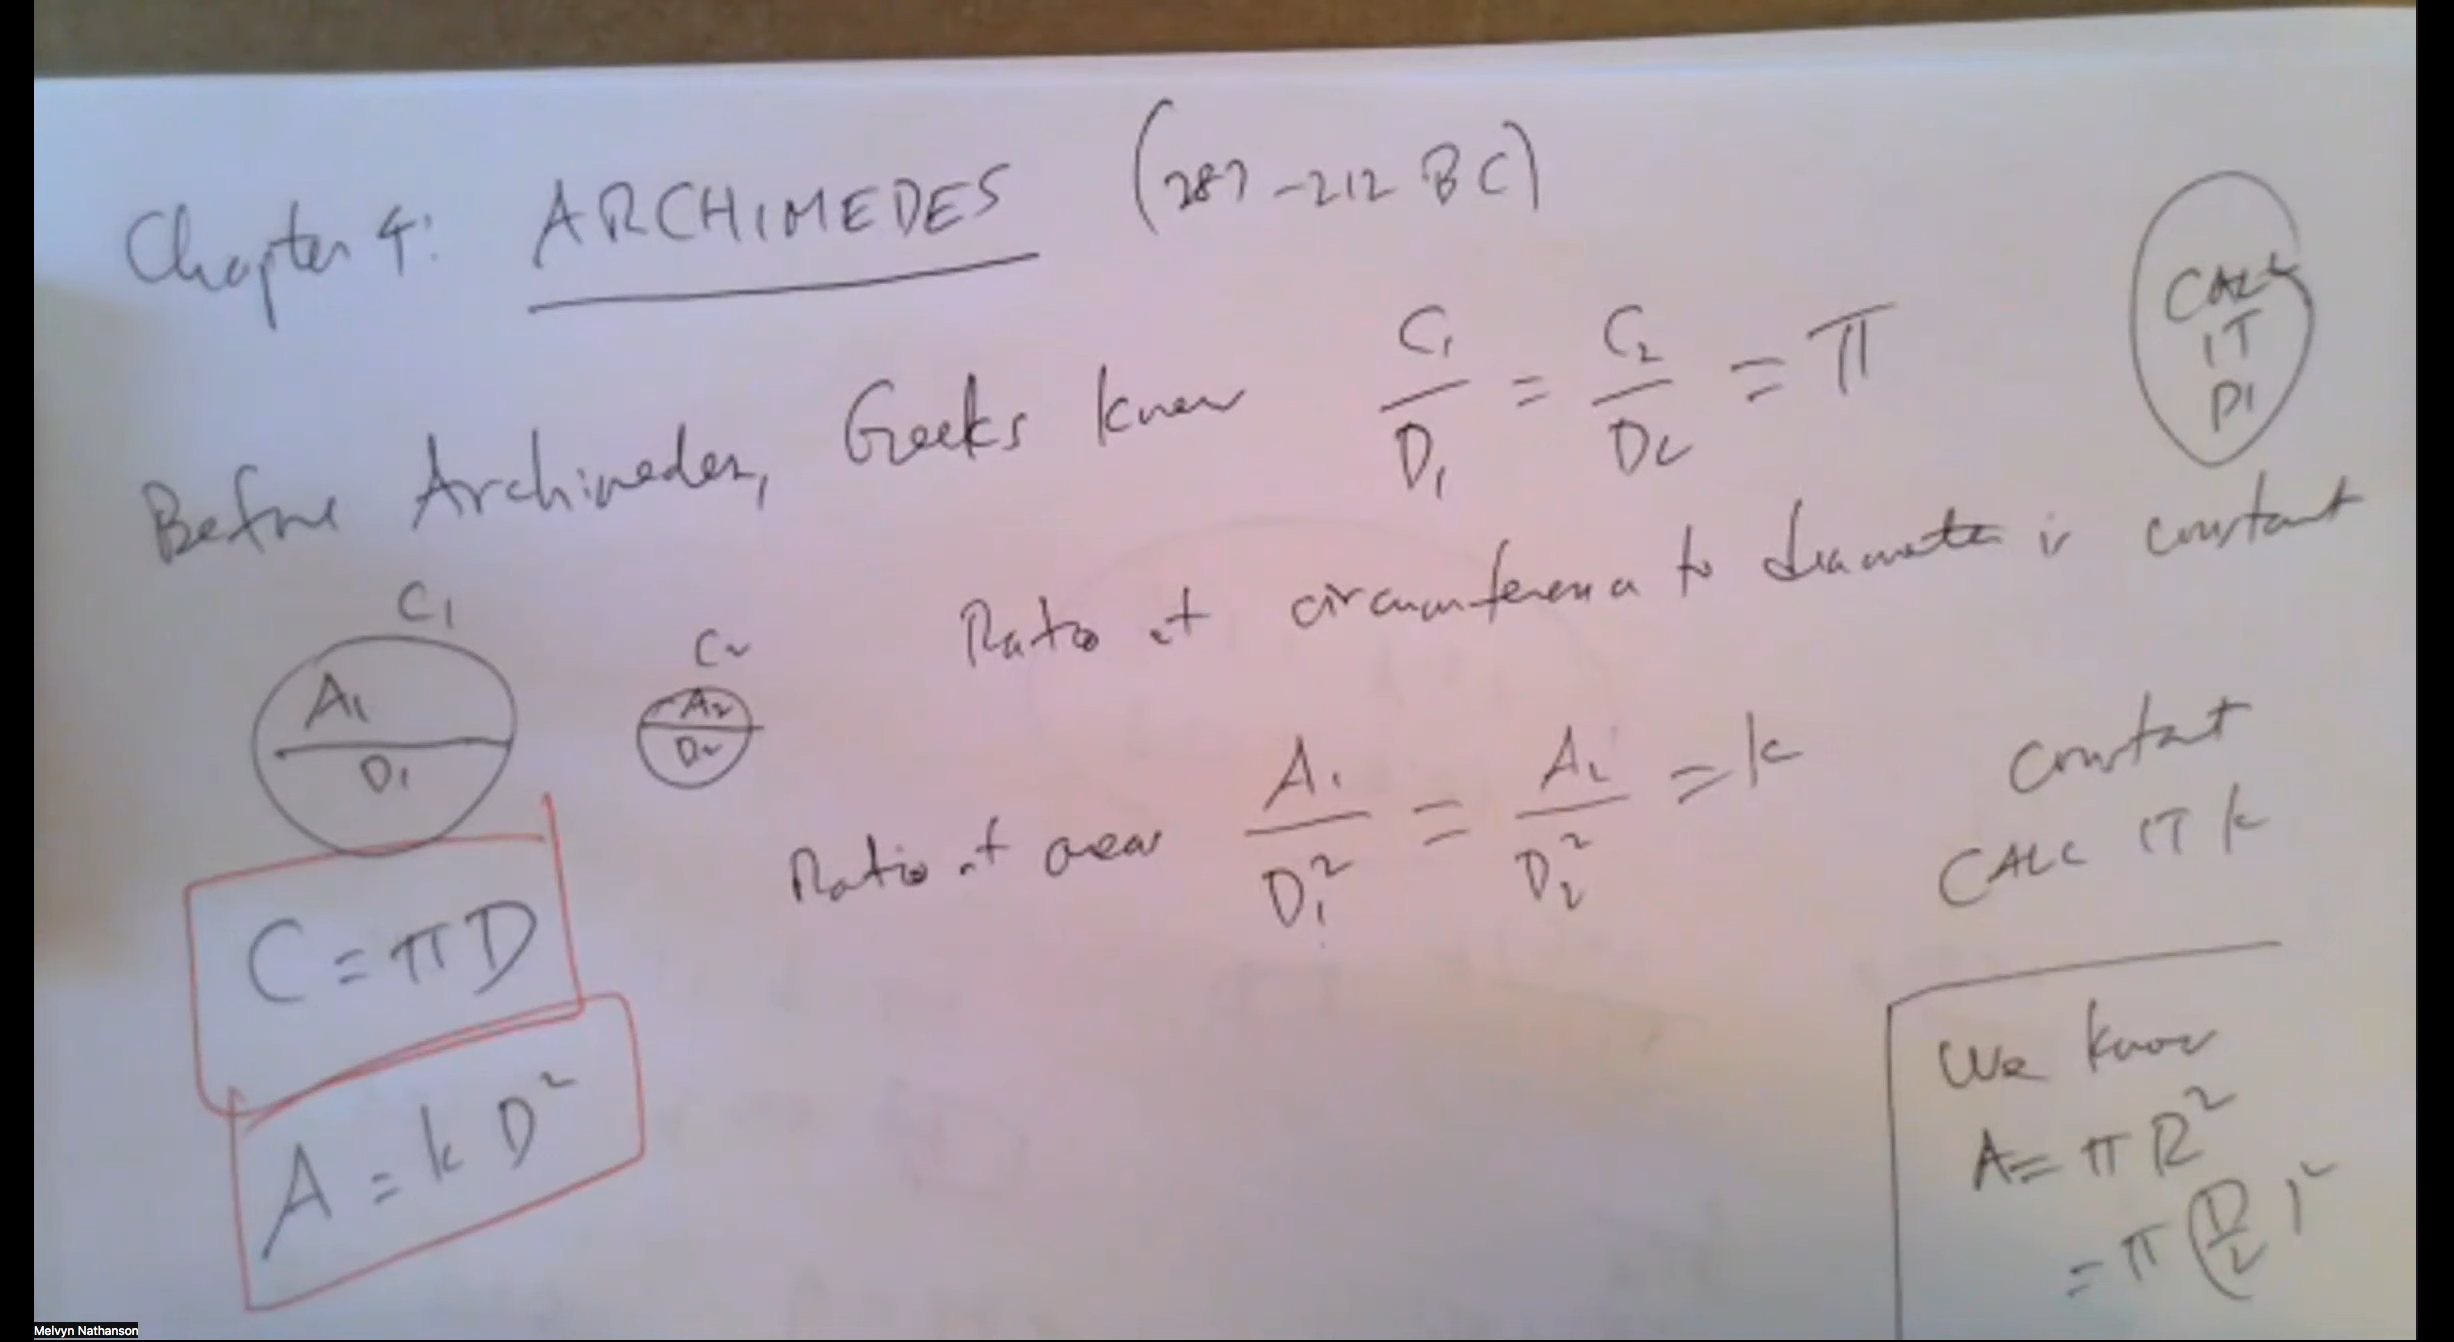 Chapter 4: ARCHIMEDES (287-212 BC)
CALL
IT
PI
Before Archimedes, Greeks knew C₁/D₁ = C₂/D₂ = π
Ratio of circumference to diameter is constant
C₁
A₁
D₁
C₂
A₂
D₂
Ratio of areas A₁/D₁² = A₂/D₂² = k
constant
CALL IT k
C = πD
A = kD²
We know
A = πR²
= π(D/2)²
Melvyn Nathanson